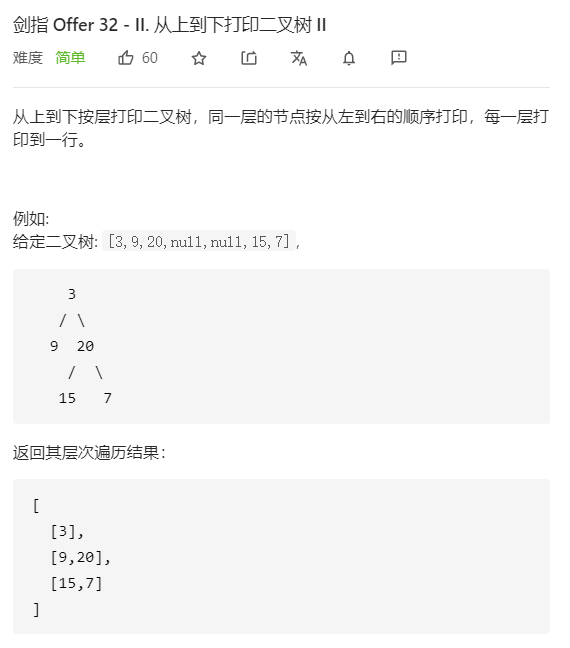 剑指 Offer 32 - II. 从上到下打印二叉树 II
难度 简单 60
从上到下按层打印二叉树，同一层的节点按从左到右的顺序打印，每一层打
印到一行。
例如:
给定二叉树: [3,9,20,null,null,15,7],
3
/ \
9 20
/ \
15 7
返回其层次遍历结果：
[
[3],
[9,20],
[15,7]
]